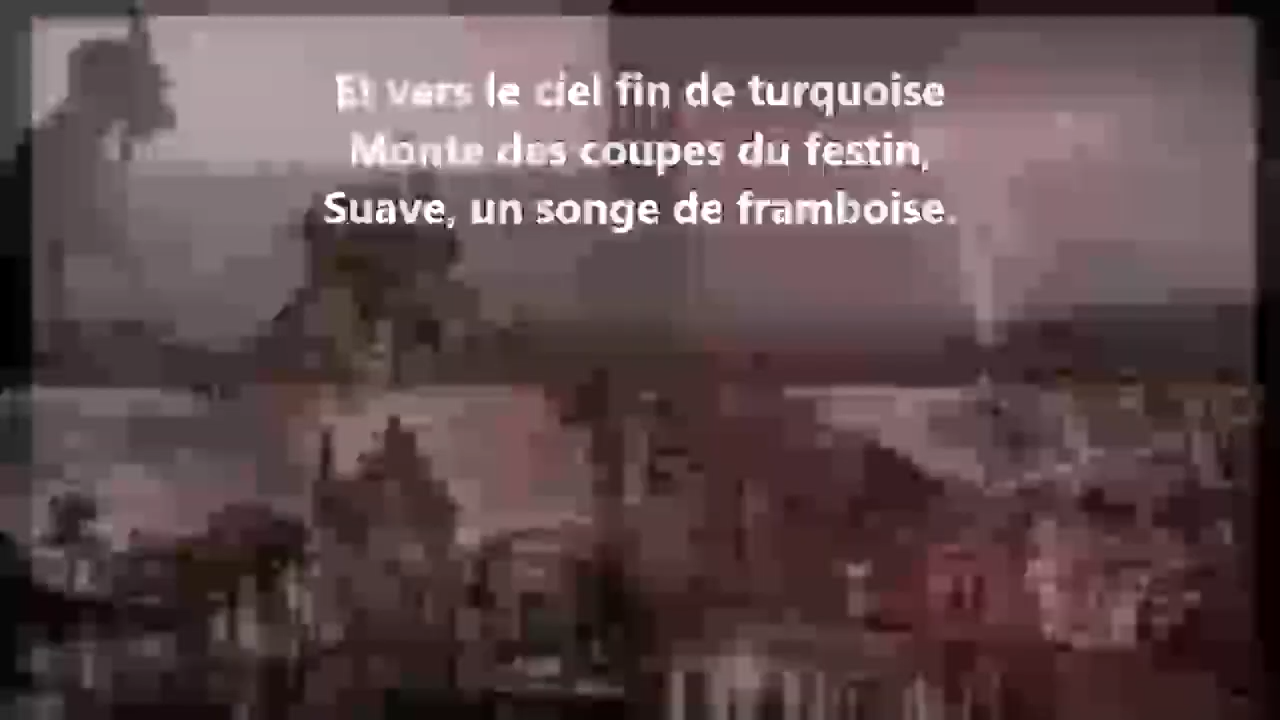 Et vers le ciel fin de turquoise
Monte des coupes du festin,
Suave, un songe de framboise.